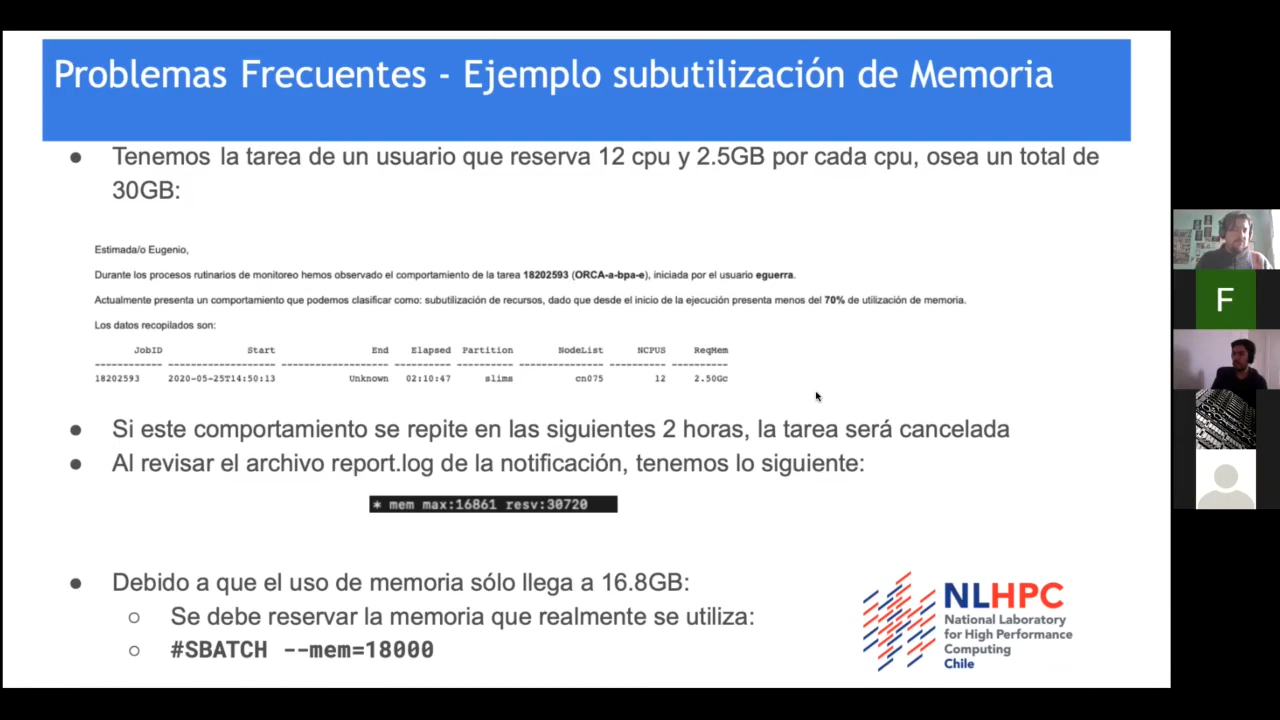 Problemas Frecuentes - Ejemplo subutilización de Memoria
● Tenemos la tarea de un usuario que reserva 12 cpu y 2.5GB por cada cpu, osea un total de
30GB:
Estimada/o Eugenio,
Durante los procesos rutinarios de monitoreo hemos observado el comportamiento de la tarea 18202593 (ORCA-a-bpa-e), iniciada por el usuario eguerra.
Actualmente presenta un comportamiento que podemos clasificar como: subutilización de recursos, dado que desde el inicio de la ejecución presenta menos del 70% de utilización de memoria.
Los datos recopilados son:
JobID Start End Elapsed Partition NodeList NCPUS ReqMem
------------ ------------------- ------------------- ---------- ---------- --------------- ---------- ----------
18202593 2020-05-25T14:50:13 Unknown 02:10:47 slims cn075 12 2.50Gc
● Si este comportamiento se repite en las siguientes 2 horas, la tarea será cancelada
● Al revisar el archivo report.log de la notificación, tenemos lo siguiente:
* mem max:16861 resv:30720
● Debido a que el uso de memoria sólo llega a 16.8GB:
○ Se debe reservar la memoria que realmente se utiliza:
○ #SBATCH --mem=18000
NLHPC
National Laboratory
for High Performance
Computing
Chile
F